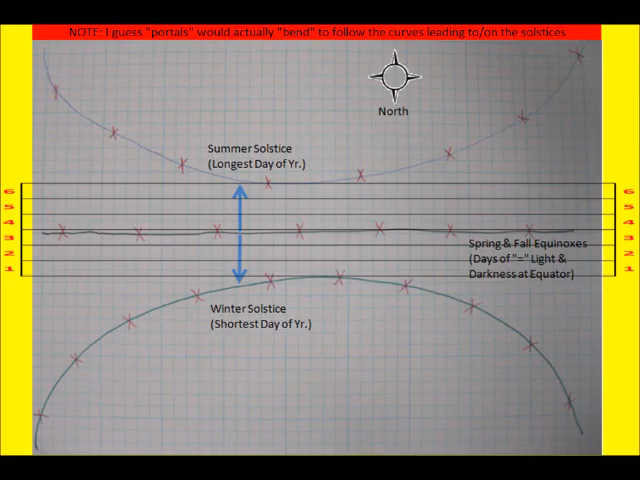 NOTE: I guess "portals" would actually "bend" to follow the curves leading to/on the solstices
North
Summer Solstice
(Longest Day of Yr.)
6 6
5 5
4 4
3 3
2 2
1 1
Spring & Fall Equinoxes
(Days of "=" Light &
Darkness at Equator)
Winter Solstice
(Shortest Day of Yr.)